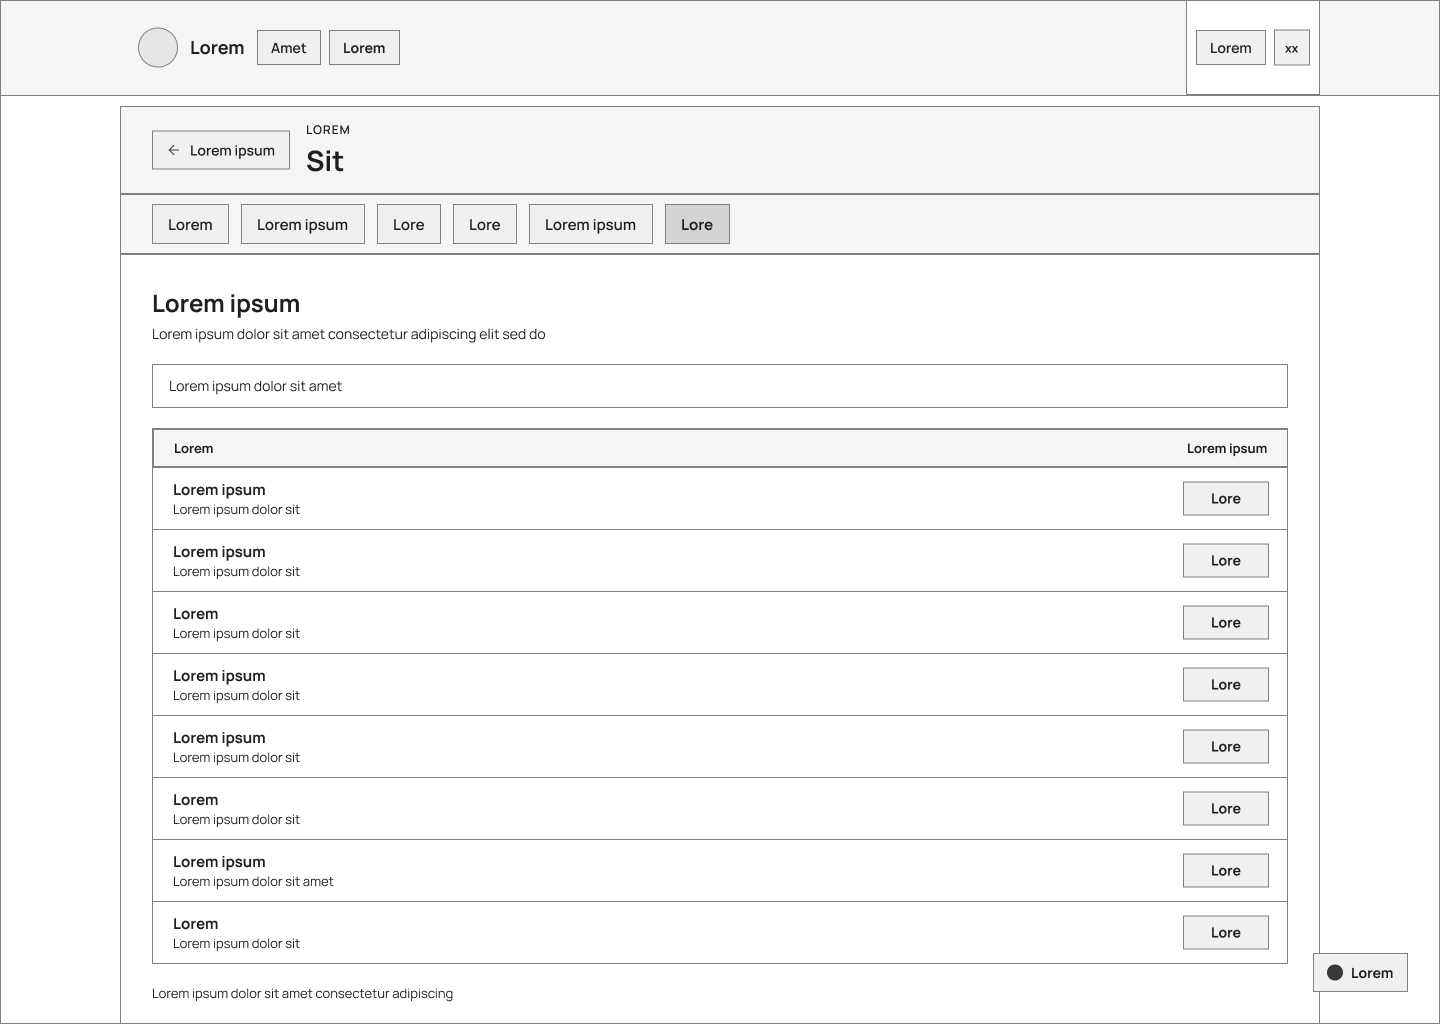 Lorem
Amet
Lorem
Lorem
xx
Lorem ipsum
LOREM
Sit
Lorem
Lorem ipsum
Lore
Lore
Lorem ipsum
Lore
Lorem ipsum
Lorem ipsum dolor sit amet consectetur adipiscing elit sed do
Lorem ipsum dolor sit amet
Lorem
Lorem ipsum
Lorem ipsum
Lorem ipsum dolor sit
Lore
Lorem ipsum
Lorem ipsum dolor sit
Lore
Lorem
Lorem ipsum dolor sit
Lore
Lorem ipsum
Lorem ipsum dolor sit
Lore
Lorem ipsum
Lorem ipsum dolor sit
Lore
Lorem
Lorem ipsum dolor sit
Lore
Lorem ipsum
Lorem ipsum dolor sit amet
Lore
Lorem
Lorem ipsum dolor sit
Lore
Lorem
Lorem ipsum dolor sit amet consectetur adipiscing